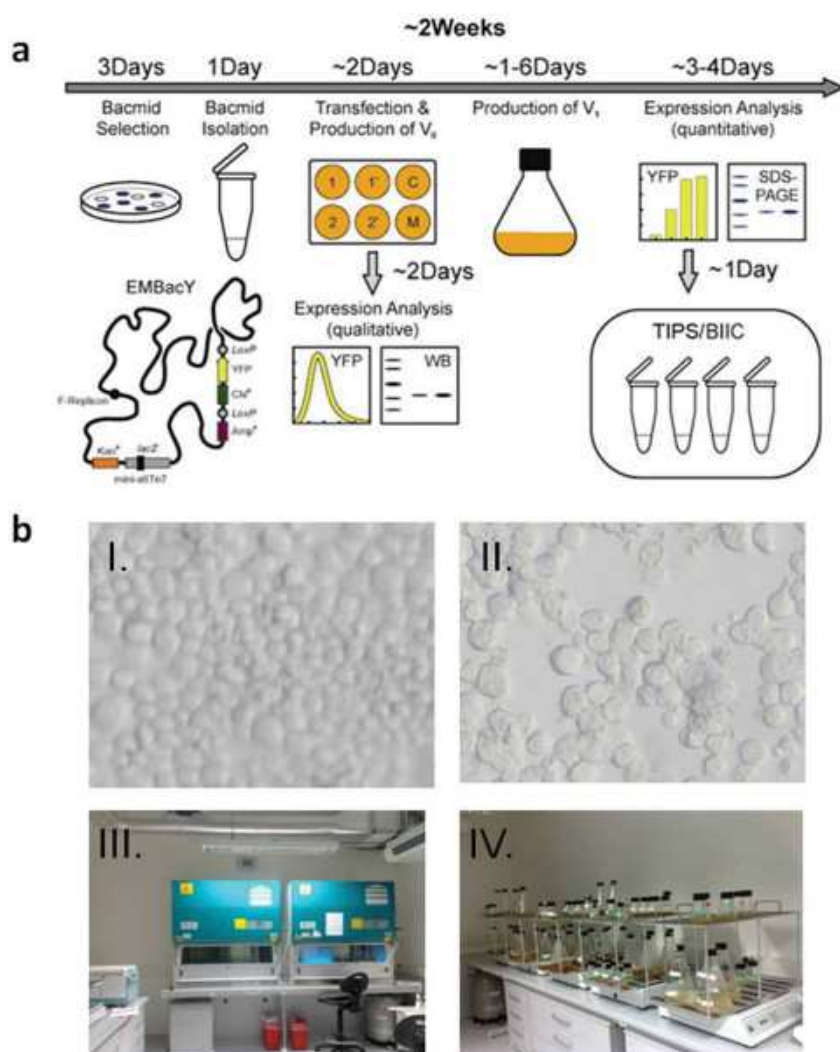 ~2Weeks
a
3Days 1Day ~2Days ~1-6Days ~3-4Days
Bacmid Selection
Bacmid Isolation
Transfection & Production of V₀
Production of V₁
Expression Analysis (quantitative)
1 1' C
2 2' M
YFP
SDS-PAGE
~2Days
~1Day
EMBacY
Expression Analysis (qualitative)
YFP
WB
TIPS/BIIC
LoxP
YFP
Chlᴿ
LoxP
Ampᴿ
F-Replicon
Kanᴿ
lacZ
mini-attTn7
b
I.
II.
III.
IV.